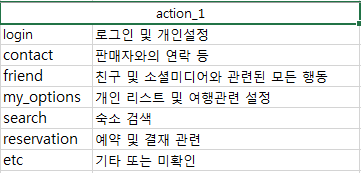 action_1
login 로그인 및 개인설정
contact 판매자와의 연락 등
friend 친구 및 소셜미디어와 관련된 모든 행동
my_options 개인 리스트 및 여행관련 설정
search 숙소 검색
reservation 예약 및 결재 관련
etc 기타 또는 미확인